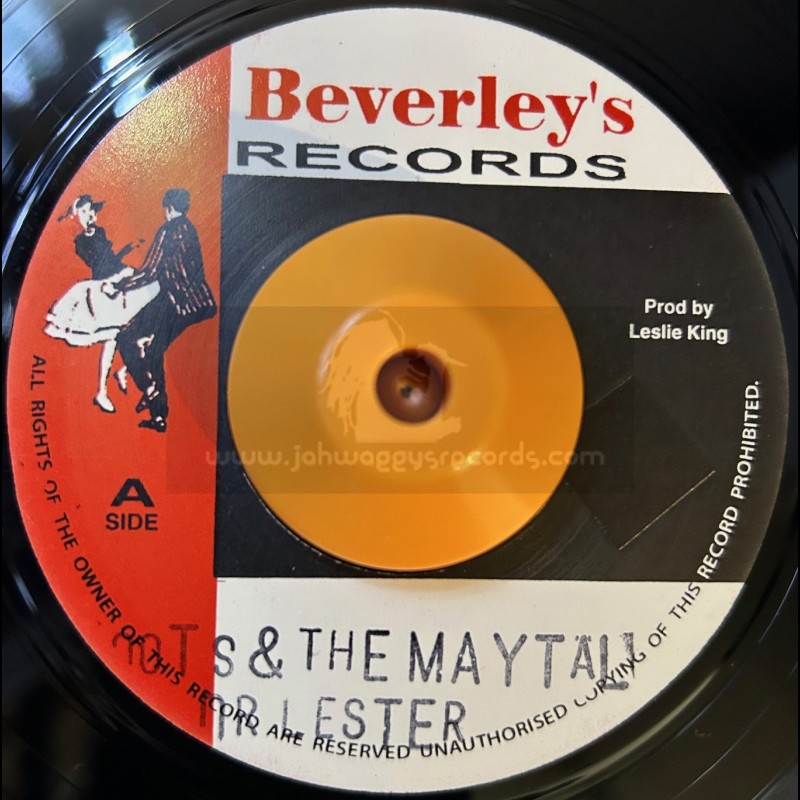 Beverley's
RECORDS
Prod by
Leslie King
A
SIDE
& THE MAYTAL
LESTER
ALL RIGHTS OF THE OWNER OF THIS RECORD ARE RESERVED UNAUTHORISED COPYING OF THIS RECORD PROHIBITED.
www.jahwaggysrecords.com